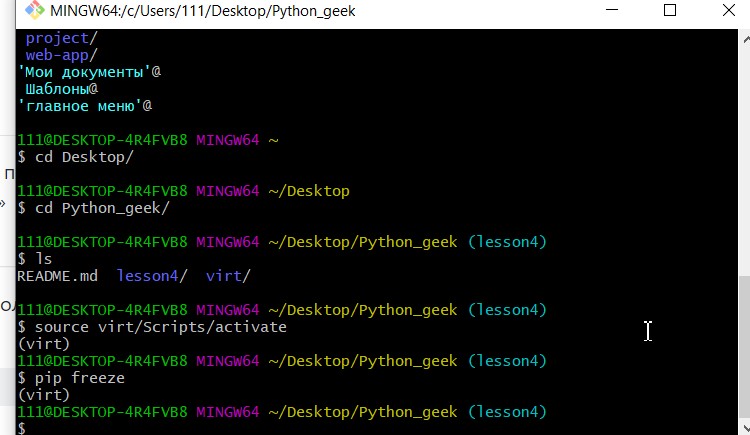 MINGW64:/c/Users/111/Desktop/Python_geek
project/
web-app/
'Мои документы'@
Шаблоны@
'главное меню'@
111@DESKTOP-4R4FVB8 MINGW64 ~
$ cd Desktop/
111@DESKTOP-4R4FVB8 MINGW64 ~/Desktop
$ cd Python_geek/
111@DESKTOP-4R4FVB8 MINGW64 ~/Desktop/Python_geek (lesson4)
$ ls
README.md  lesson4/  virt/
111@DESKTOP-4R4FVB8 MINGW64 ~/Desktop/Python_geek (lesson4)
$ source virt/Scripts/activate
(virt)
111@DESKTOP-4R4FVB8 MINGW64 ~/Desktop/Python_geek (lesson4)
$ pip freeze
(virt)
111@DESKTOP-4R4FVB8 MINGW64 ~/Desktop/Python_geek (lesson4)
$